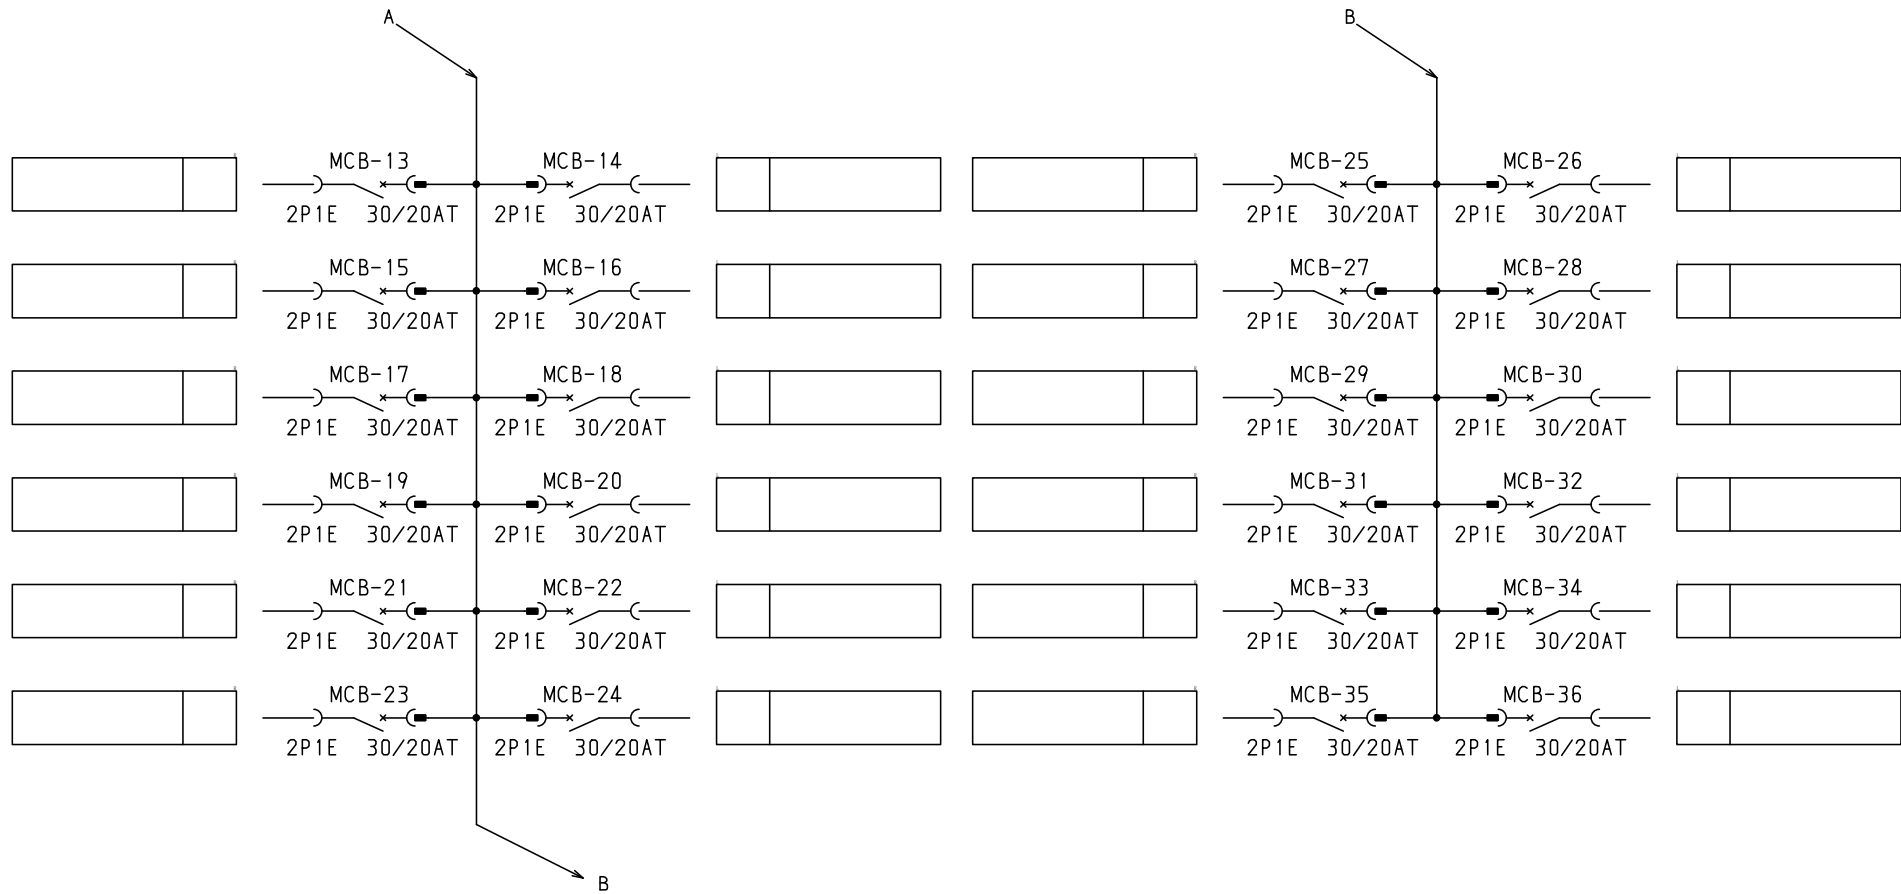 A B
MCB-13 MCB-14 MCB-25 MCB-26
2P1E 30/20AT 2P1E 30/20AT 2P1E 30/20AT 2P1E 30/20AT
MCB-15 MCB-16 MCB-27 MCB-28
2P1E 30/20AT 2P1E 30/20AT 2P1E 30/20AT 2P1E 30/20AT
MCB-17 MCB-18 MCB-29 MCB-30
2P1E 30/20AT 2P1E 30/20AT 2P1E 30/20AT 2P1E 30/20AT
MCB-19 MCB-20 MCB-31 MCB-32
2P1E 30/20AT 2P1E 30/20AT 2P1E 30/20AT 2P1E 30/20AT
MCB-21 MCB-22 MCB-33 MCB-34
2P1E 30/20AT 2P1E 30/20AT 2P1E 30/20AT 2P1E 30/20AT
MCB-23 MCB-24 MCB-35 MCB-36
2P1E 30/20AT 2P1E 30/20AT 2P1E 30/20AT 2P1E 30/20AT
B